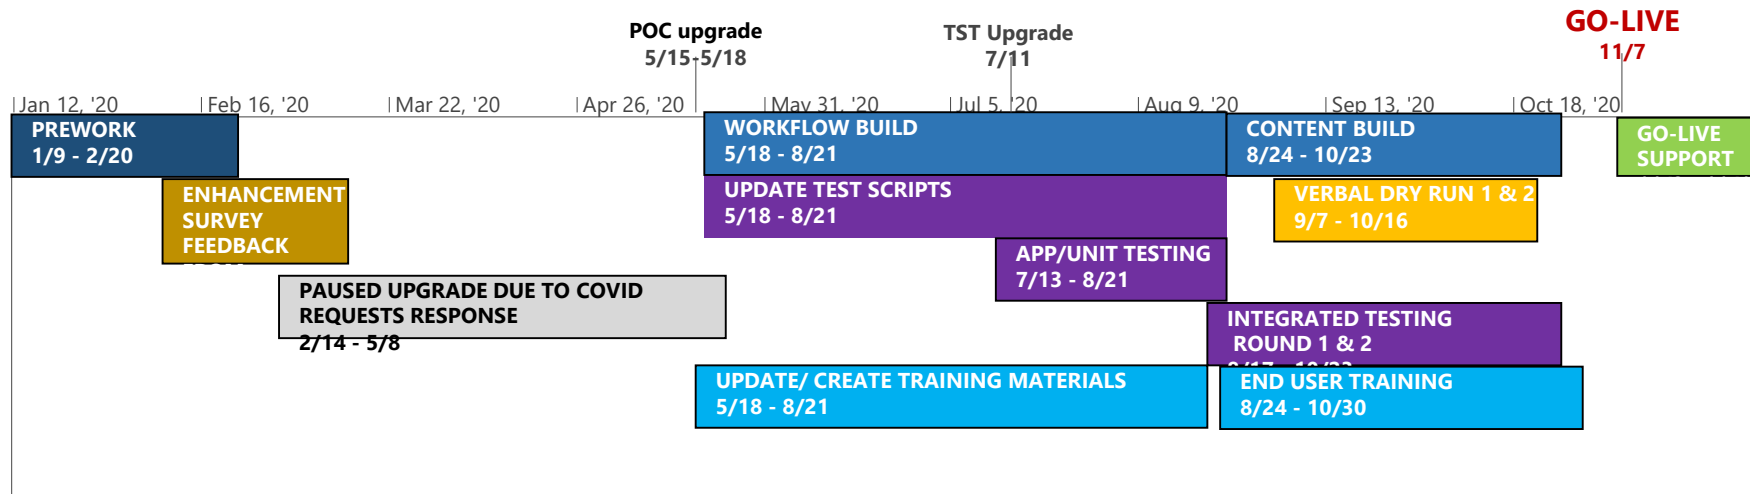 POC upgrade
5/15-5/18
TST Upgrade
7/11
GO-LIVE
11/7
Jan 12, '20
Feb 16, '20
Mar 22, '20
Apr 26, '20
May 31, '20
Jul 5, '20
Aug 9, '20
Sep 13, '20
Oct 18, '20
PREWORK
1/9 - 2/20
WORKFLOW BUILD
5/18 - 8/21
CONTENT BUILD
8/24 - 10/23
GO-LIVE
SUPPORT
ENHANCEMENT
SURVEY
FEEDBACK
UPDATE TEST SCRIPTS
5/18 - 8/21
VERBAL DRY RUN 1 & 2
9/7 - 10/16
APP/UNIT TESTING
7/13 - 8/21
PAUSED UPGRADE DUE TO COVID
REQUESTS RESPONSE
2/14 - 5/8
INTEGRATED TESTING
ROUND 1 & 2
UPDATE/ CREATE TRAINING MATERIALS
5/18 - 8/21
END USER TRAINING
8/24 - 10/30